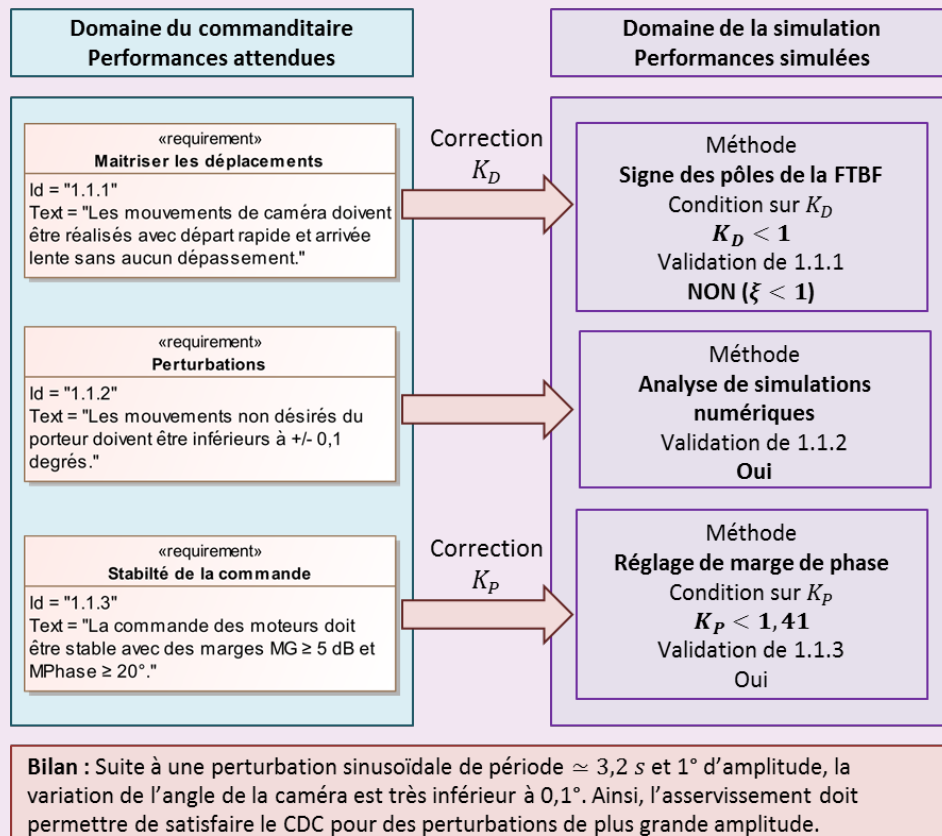 Domaine du commanditaire
Performances attendues
Domaine de la simulation
Performances simulées
«requirement»
Maitriser les déplacements
Id = "1.1.1"
Text = "Les mouvements de caméra doivent
être réalisés avec départ rapide et arrivée
lente sans aucun dépassement."
Correction
K_D
Méthode
Signe des pôles de la FTBF
Condition sur K_D
K_D < 1
Validation de 1.1.1
NON (ξ < 1)
«requirement»
Perturbations
Id = "1.1.2"
Text = "Les mouvements non désirés du
porteur doivent être inférieurs à +/- 0,1
degrés."
Méthode
Analyse de simulations
numériques
Validation de 1.1.2
Oui
«requirement»
Stabilté de la commande
Id = "1.1.3"
Text = "La commande des moteurs doit
être stable avec des marges MG ≥ 5 dB et
MPhase ≥ 20°."
Correction
K_P
Méthode
Réglage de marge de phase
Condition sur K_P
K_P < 1,41
Validation de 1.1.3
Oui
Bilan : Suite à une perturbation sinusoïdale de période ≃ 3,2 s et 1° d'amplitude, la
variation de l'angle de la caméra est très inférieur à 0,1°. Ainsi, l'asservissement doit
permettre de satisfaire le CDC pour des perturbations de plus grande amplitude.